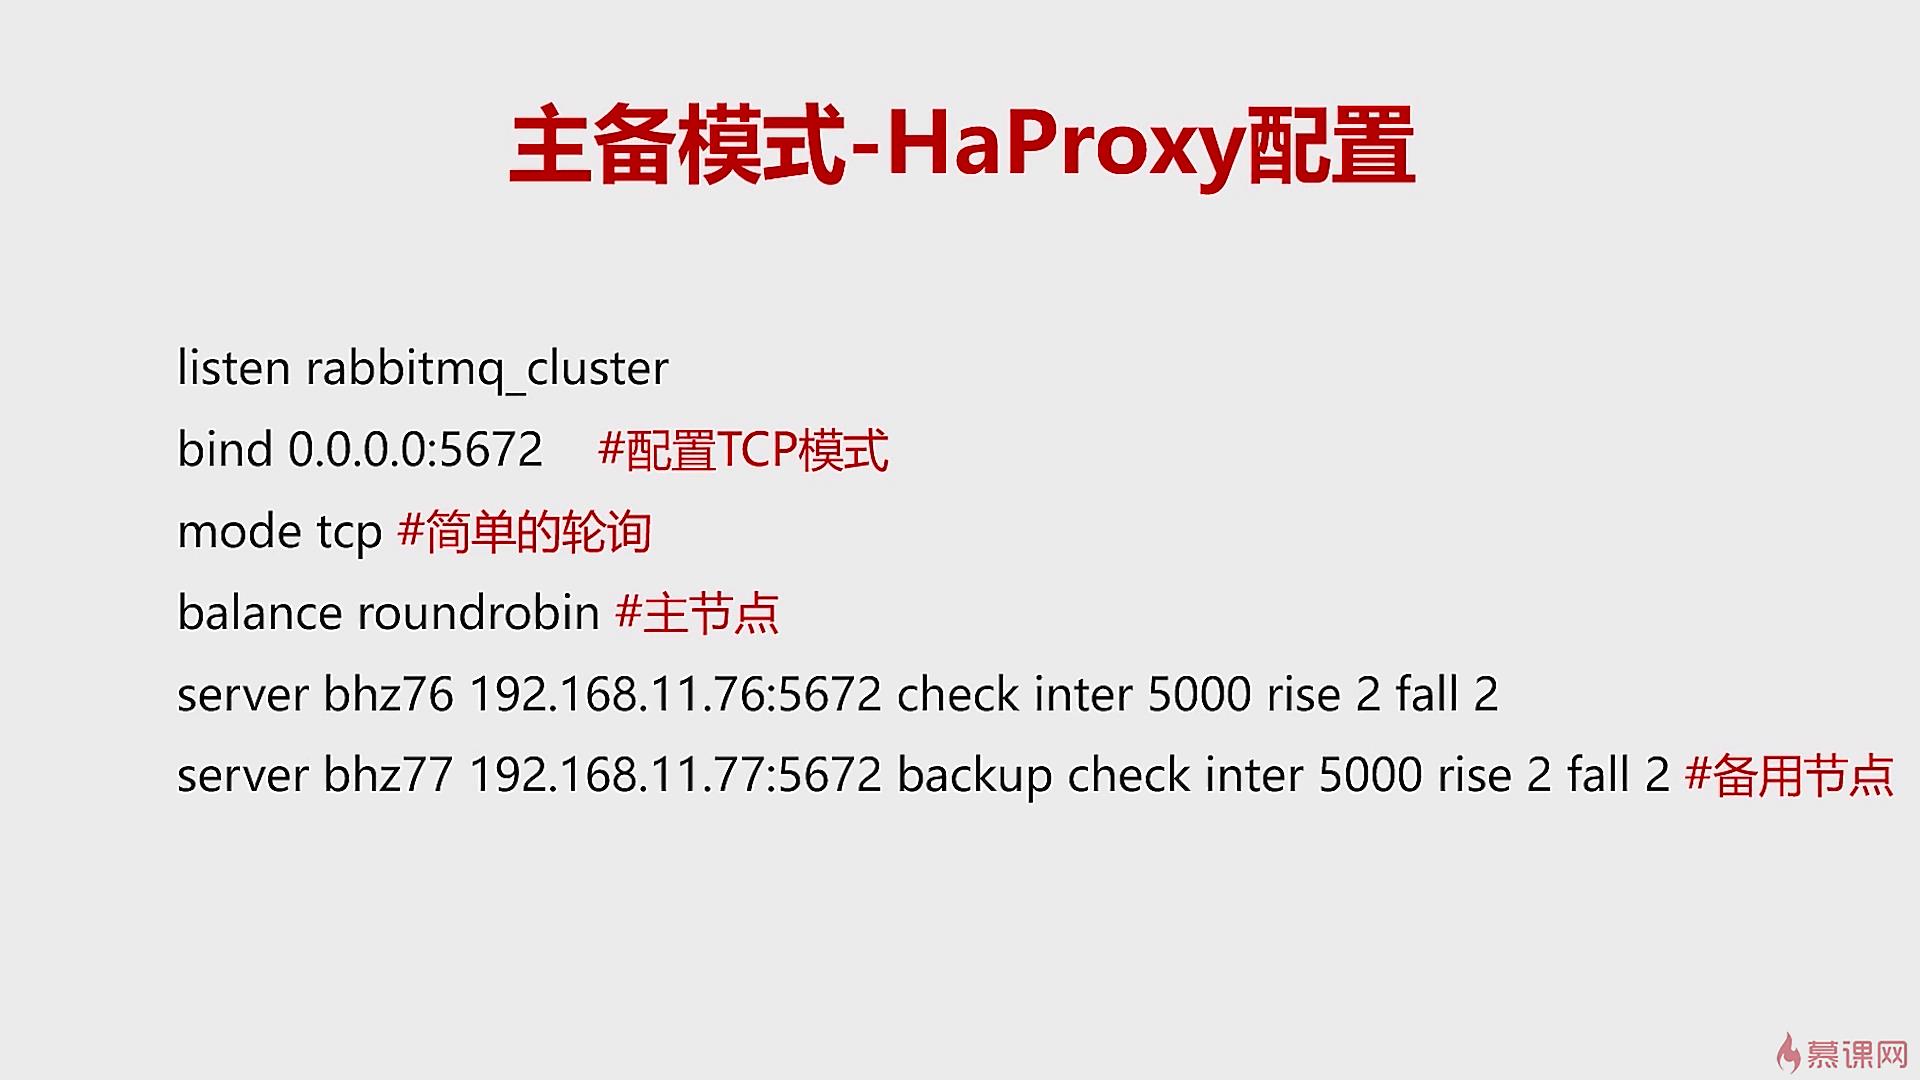 主备模式-HaProxy配置
listen rabbitmq_cluster
bind 0.0.0.0:5672 #配置TCP模式
mode tcp #简单的轮询
balance roundrobin #主节点
server bhz76 192.168.11.76:5672 check inter 5000 rise 2 fall 2
server bhz77 192.168.11.77:5672 backup check inter 5000 rise 2 fall 2 #备用节点
慕课网